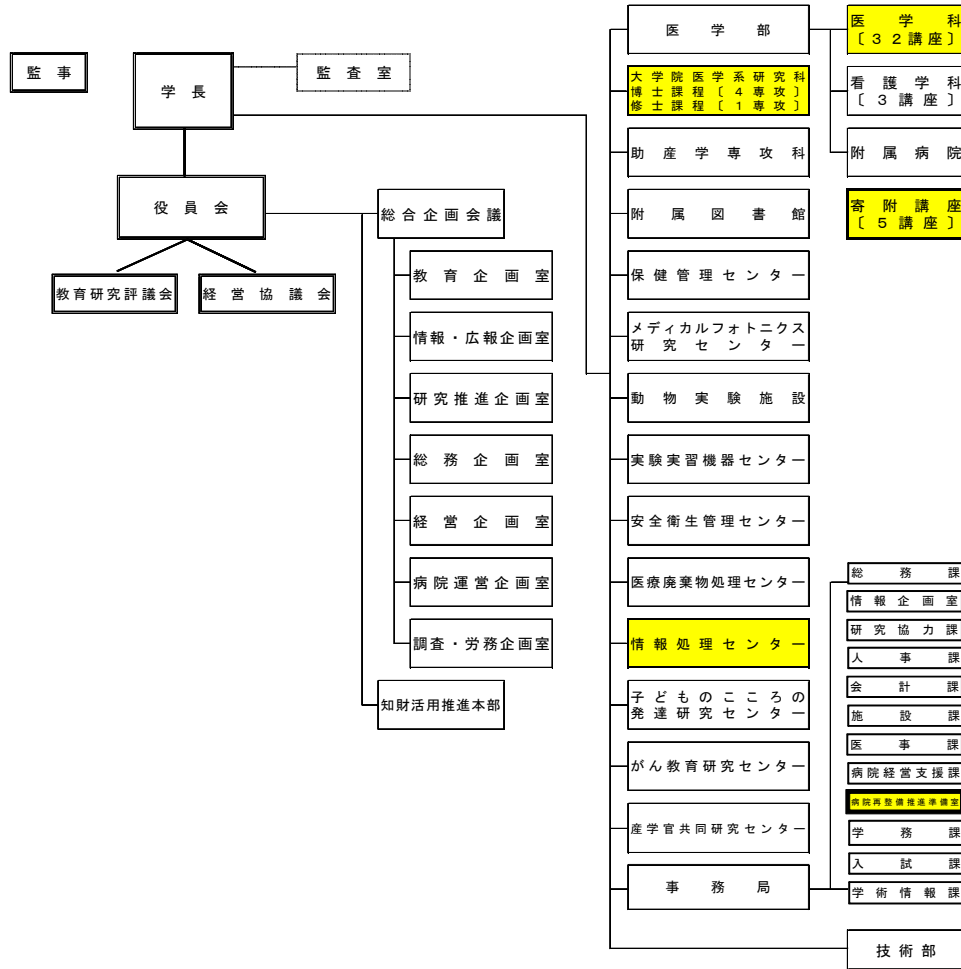 監事
学長
監査室
役員会
教育研究評議会
経営協議会
総合企画会議
教育企画室
情報・広報企画室
研究推進企画室
総務企画室
経営企画室
病院運営企画室
調査・労務企画室
知財活用推進本部
医学部
大学院医学系研究科
博士課程〔4専攻〕
修士課程〔1専攻〕
助産学専攻科
附属図書館
保健管理センター
メディカルフォトニクス
研究センター
動物実験施設
実験実習機器センター
安全衛生管理センター
医療廃棄物処理センター
情報処理センター
子どものこころの
発達研究センター
がん教育研究センター
産学官共同研究センター
事務局
医学科
〔32講座〕
看護学科
〔3講座〕
附属病院
寄附講座
〔5講座〕
総務課
情報企画室
研究協力課
人事課
会計課
施設課
医事課
病院経営支援課
病院再整備推進準備室
学務課
入試課
学術情報課
技術部